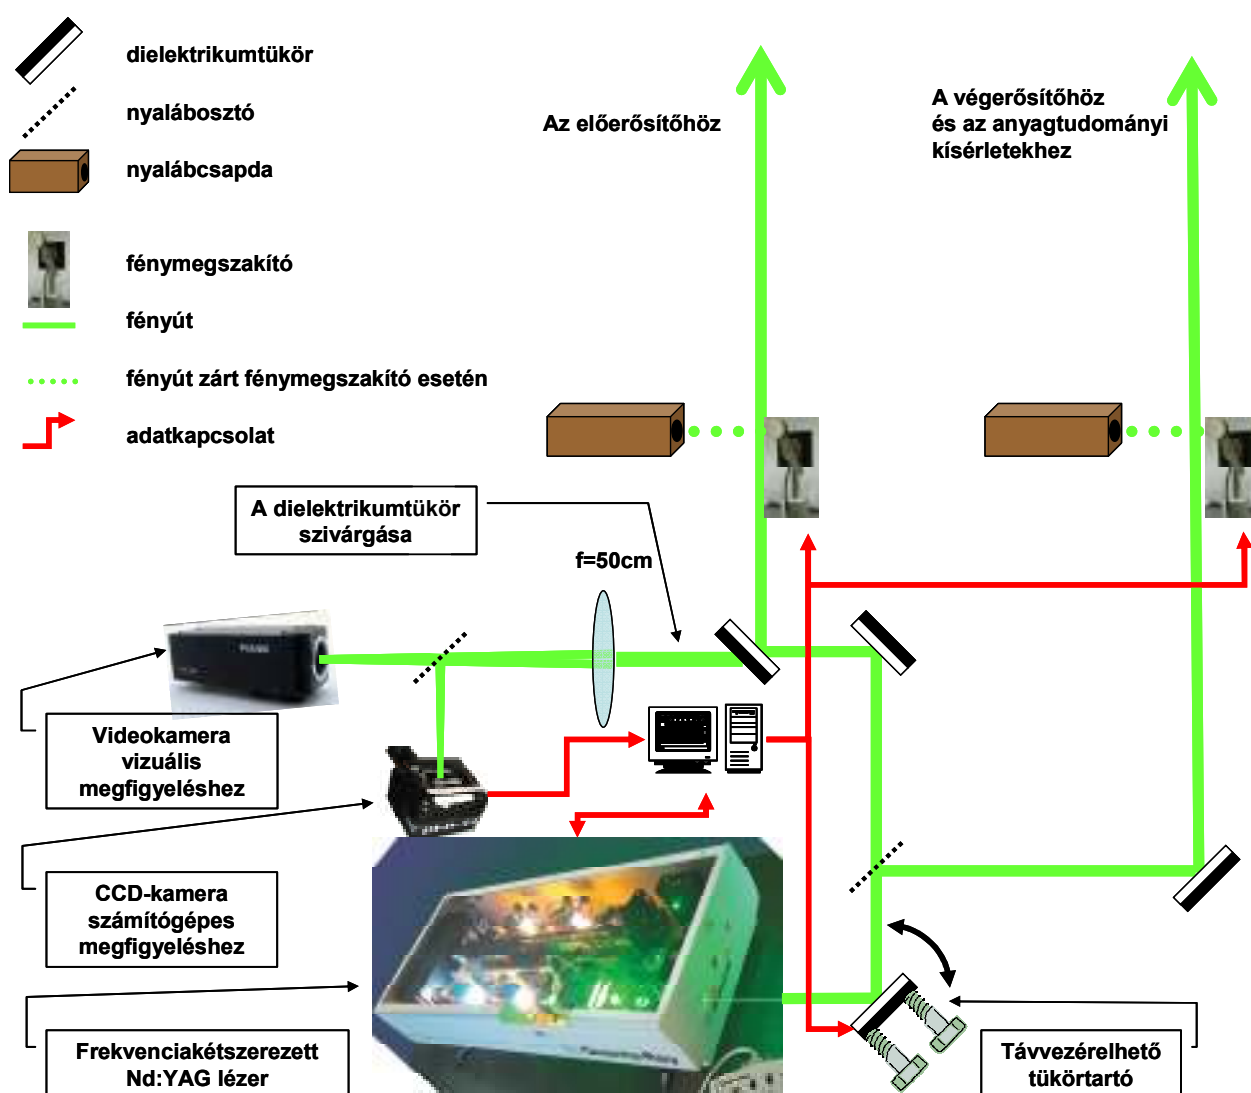 dielektrikumtükör
nyalábosztó
nyalábcsapda
fénymegszakító
fényút
fényút zárt fénymegszakító esetén
adatkapcsolat
Az előerősítőhöz
A végerősítőhöz
és az anyagtudományi
kísérletekhez
A dielektrikumtükör
szivárgása
f=50cm
Videokamera
vizuális
megfigyeléshez
CCD-kamera
számítógépes
megfigyeléshez
Frekvenciakétszerezett
Nd:YAG lézer
Távvezérelhető
tükörtartó